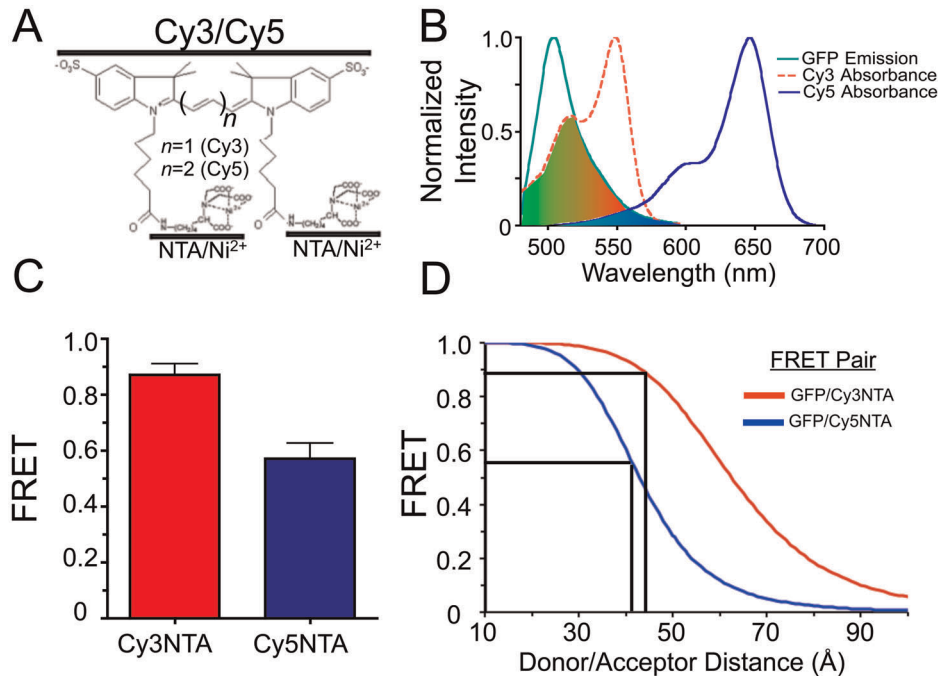 A
Cy3/Cy5
-O₃S
SO₃-
N+
N
n
n=1 (Cy3)
n=2 (Cy5)
O
O
NTA/Ni²⁺
NTA/Ni²⁺
B
Normalized
Intensity
1.0
0.5
0
500
550
600
650
700
Wavelength (nm)
GFP Emission
Cy3 Absorbance
Cy5 Absorbance
C
FRET
1.0
0.8
0.6
0.4
0.2
0
Cy3NTA
Cy5NTA
D
FRET
1.0
0.8
0.6
0.4
0.2
0
10
30
50
70
90
Donor/Acceptor Distance (Å)
FRET Pair
GFP/Cy3NTA
GFP/Cy5NTA